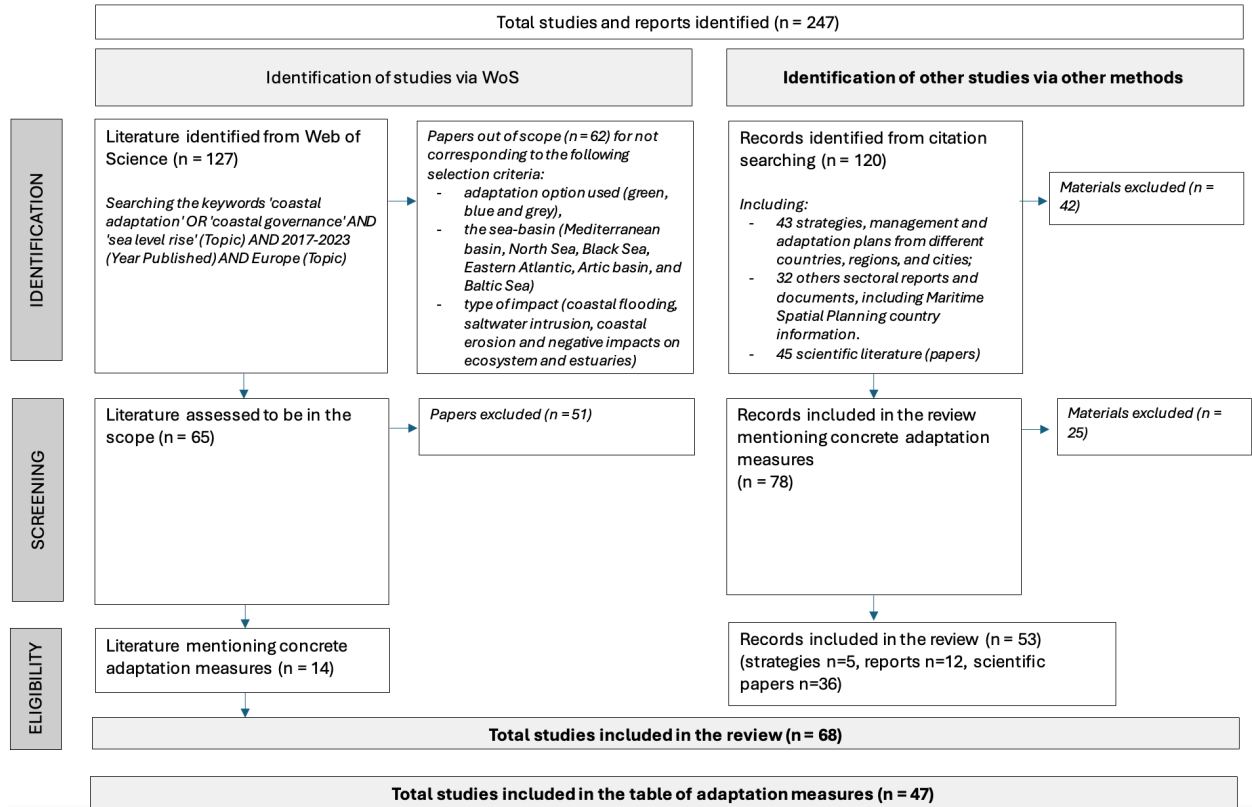 Total studies and reports identified (n = 247)
Identification of studies via WoS
Identification of other studies via other methods
IDENTIFICATION
Literature identified from Web of
Science (n = 127)
Searching the keywords 'coastal
adaptation' OR 'coastal governance' AND
'sea level rise' (Topic) AND 2017-2023
(Year Published) AND Europe (Topic)
Papers out of scope (n = 62) for not
corresponding to the following
selection criteria:
- adaptation option used (green,
blue and grey),
- the sea-basin (Mediterranean
basin, North Sea, Black Sea,
Eastern Atlantic, Artic basin, and
Baltic Sea)
- type of impact (coastal flooding,
saltwater intrusion, coastal
erosion and negative impacts on
ecosystem and estuaries)
Records identified from citation
searching (n = 120)
Including:
- 43 strategies, management and
adaptation plans from different
countries, regions, and cities;
- 32 others sectoral reports and
documents, including Maritime
Spatial Planning country
information.
- 45 scientific literature (papers)
Materials excluded (n =
42)
SCREENING
Literature assessed to be in the
scope (n = 65)
Papers excluded (n = 51)
Records included in the review
mentioning concrete adaptation
measures
(n = 78)
Materials excluded (n =
25)
ELIGIBILITY
Literature mentioning concrete
adaptation measures (n = 14)
Records included in the review (n = 53)
(strategies n=5, reports n=12, scientific
papers n=36)
Total studies included in the review (n = 68)
Total studies included in the table of adaptation measures (n = 47)